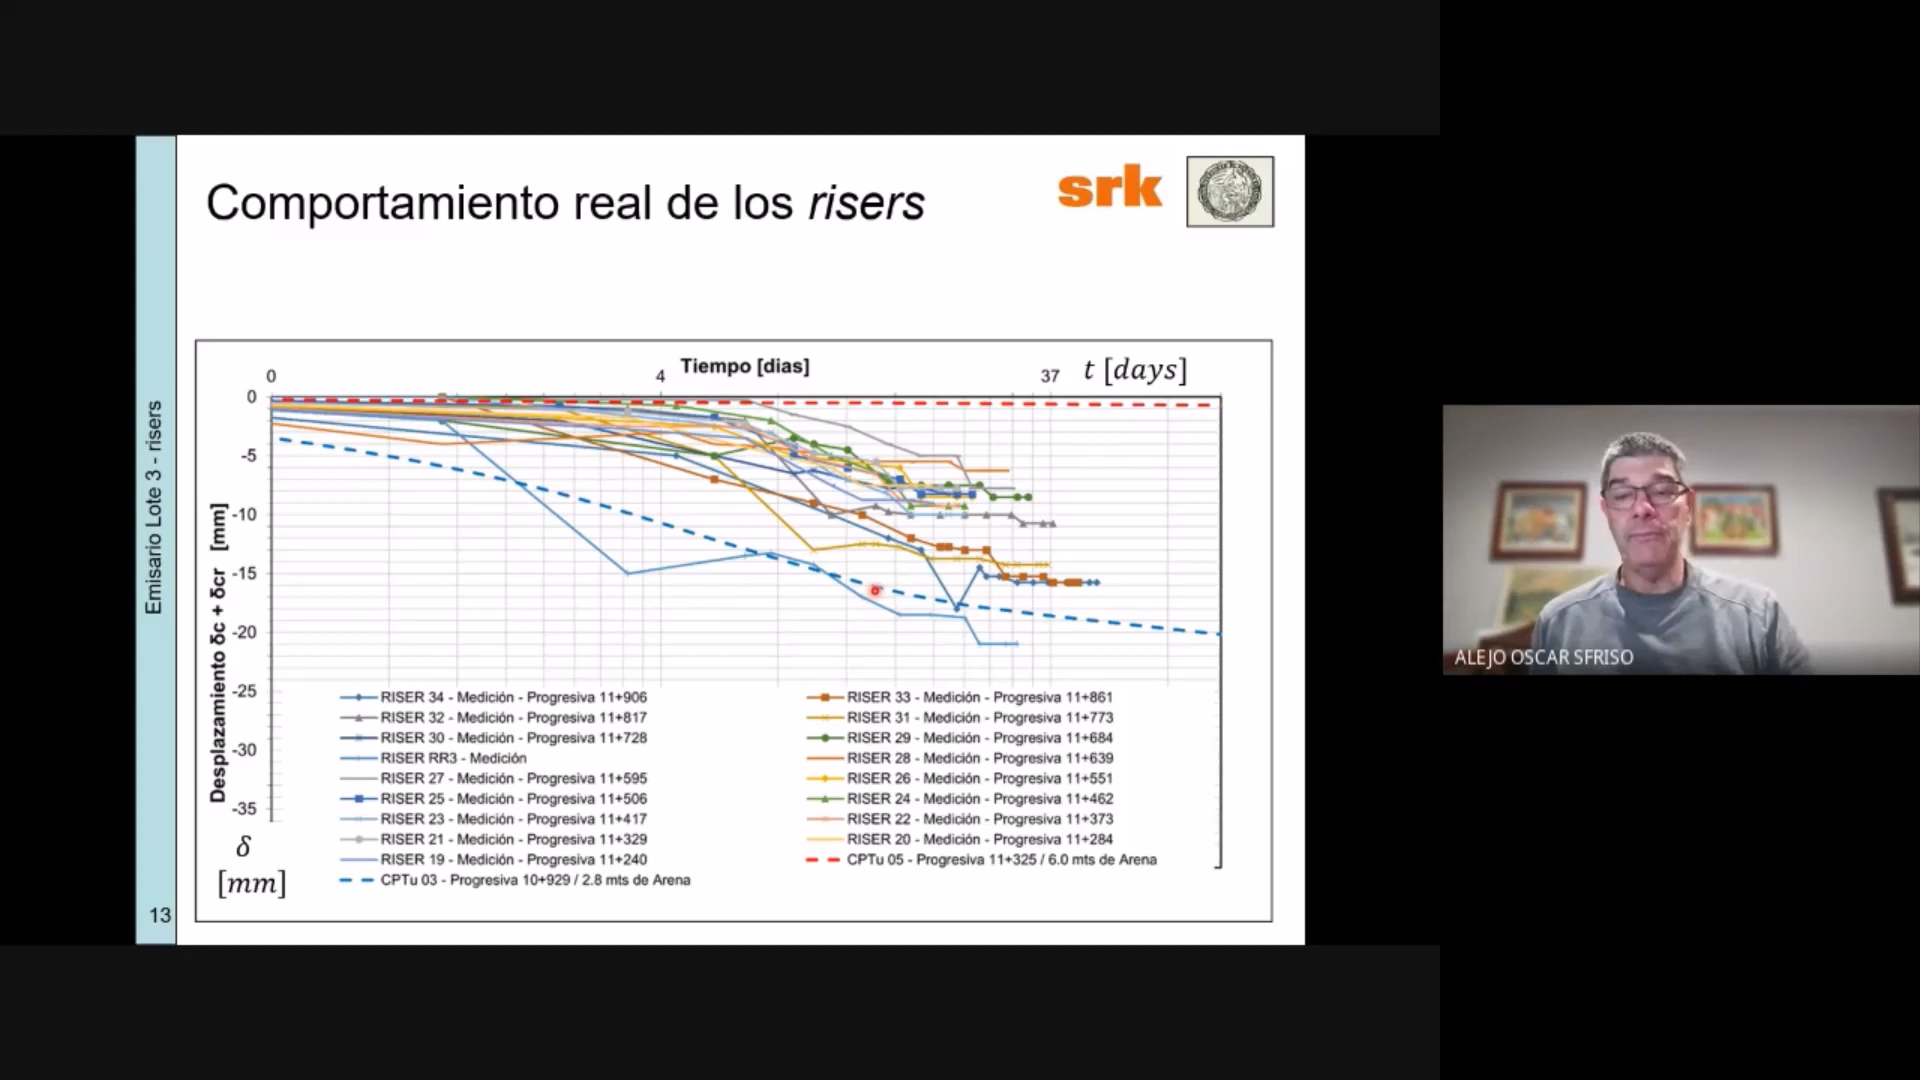 Comportamiento real de los risers
srk
Emisario Lote 3 - risers
13
Tiempo [dias]
t [days]
0
4
37
0
-5
-10
-15
-20
-25
-30
-35
Desplazamiento δc + δcr [mm]
δ
[mm]
RISER 34 - Medición - Progresiva 11+906
RISER 33 - Medición - Progresiva 11+861
RISER 32 - Medición - Progresiva 11+817
RISER 31 - Medición - Progresiva 11+773
RISER 30 - Medición - Progresiva 11+728
RISER 29 - Medición - Progresiva 11+684
RISER RR3 - Medición
RISER 28 - Medición - Progresiva 11+639
RISER 27 - Medición - Progresiva 11+595
RISER 26 - Medición - Progresiva 11+551
RISER 25 - Medición - Progresiva 11+506
RISER 24 - Medición - Progresiva 11+462
RISER 23 - Medición - Progresiva 11+417
RISER 22 - Medición - Progresiva 11+373
RISER 21 - Medición - Progresiva 11+329
RISER 20 - Medición - Progresiva 11+284
RISER 19 - Medición - Progresiva 11+240
CPTu 05 - Progresiva 11+325 / 6.0 mts de Arena
CPTu 03 - Progresiva 10+929 / 2.8 mts de Arena
ALEJO OSCAR SFRISO